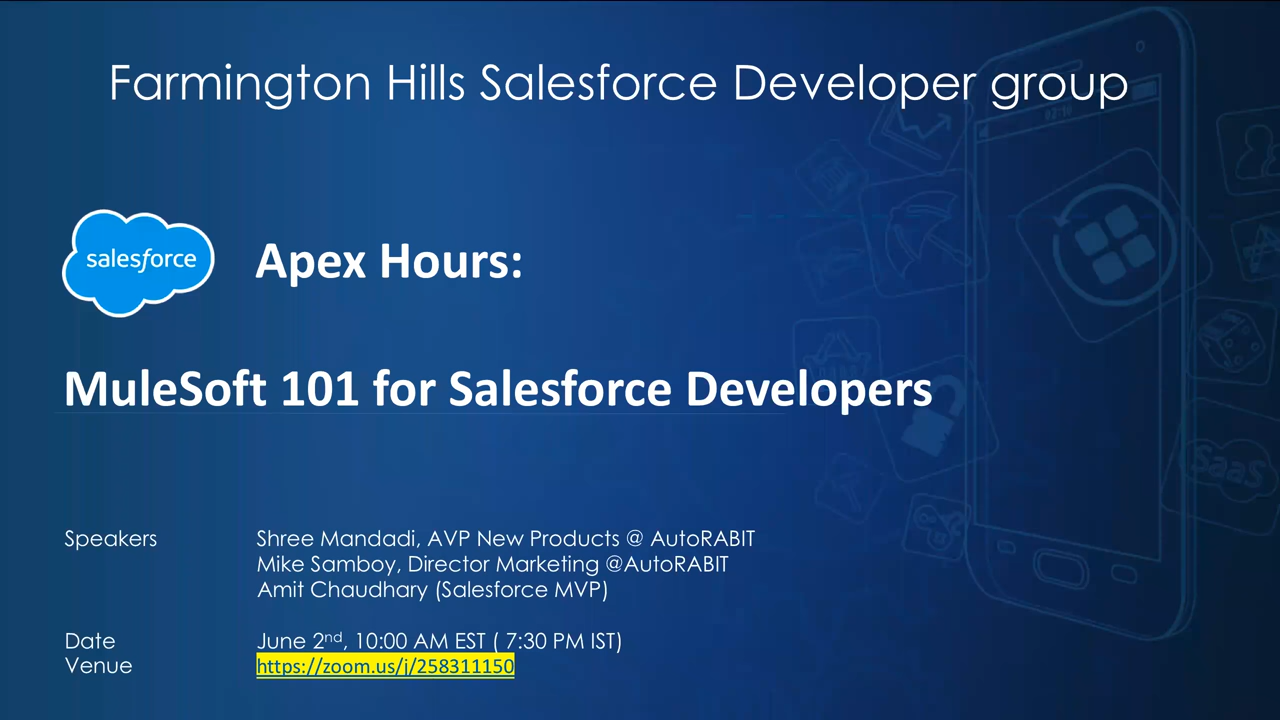 Farmington Hills Salesforce Developer group
salesforce
Apex Hours:
MuleSoft 101 for Salesforce Developers
SaaS
Speakers Shree Mandadi, AVP New Products @ AutoRABIT
Mike Samboy, Director Marketing @AutoRABIT
Amit Chaudhary (Salesforce MVP)
Date June 2nd, 10:00 AM EST ( 7:30 PM IST)
Venue https://zoom.us/j/258311150